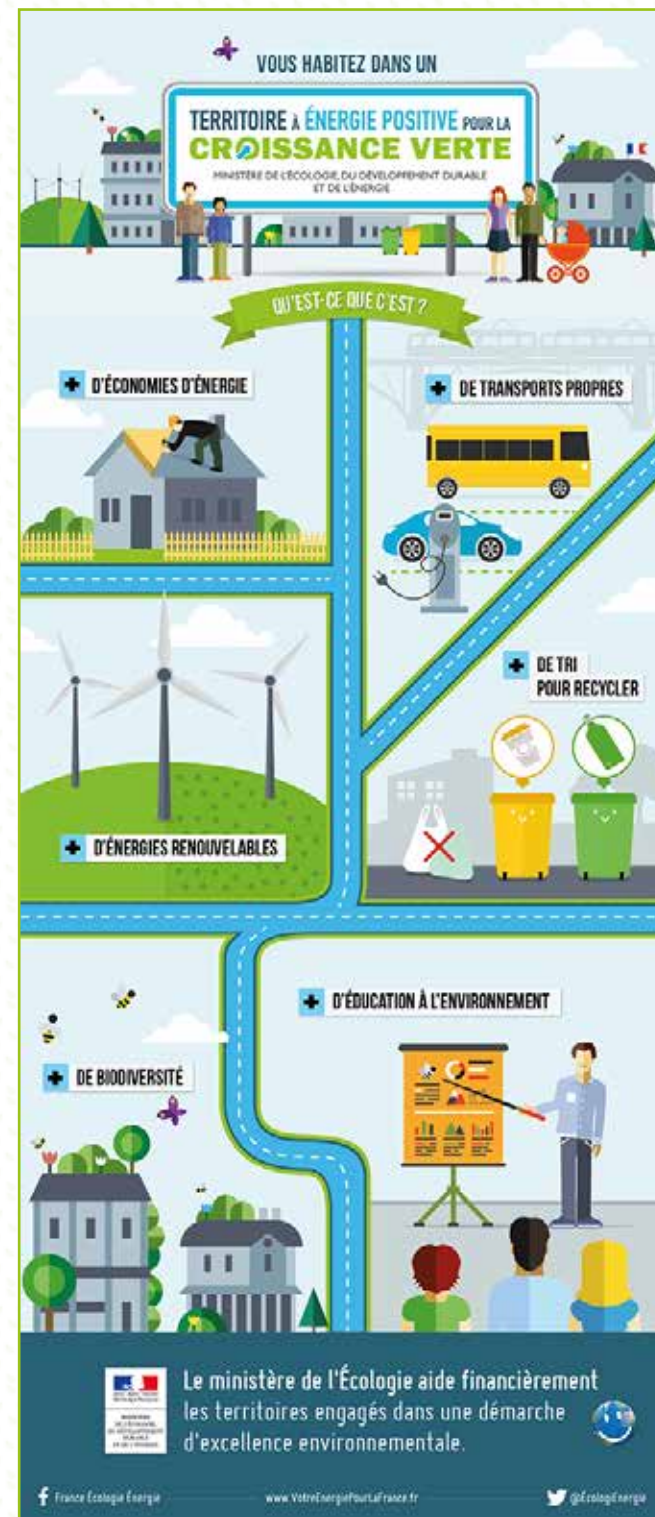 VOUS HABITEZ DANS UN
TERRITOIRE À ÉNERGIE POSITIVE POUR LA
CROISSANCE VERTE
MINISTÈRE DE L'ÉCOLOGIE, DU DÉVELOPPEMENT DURABLE
ET DE L'ÉNERGIE
QU'EST-CE QUE C'EST ?
+ D'ÉCONOMIES D'ÉNERGIE
+ DE TRANSPORTS PROPRES
+ DE TRI
POUR RECYCLER
+ D'ÉNERGIES RENOUVELABLES
+ D'ÉDUCATION À L'ENVIRONNEMENT
+ DE BIODIVERSITÉ
Le ministère de l'Écologie aide financièrement
les territoires engagés dans une démarche
d'excellence environnementale.
France Écologie Énergie
www.VotreEnergiePourLaFrance.fr
@EcologiEnergie